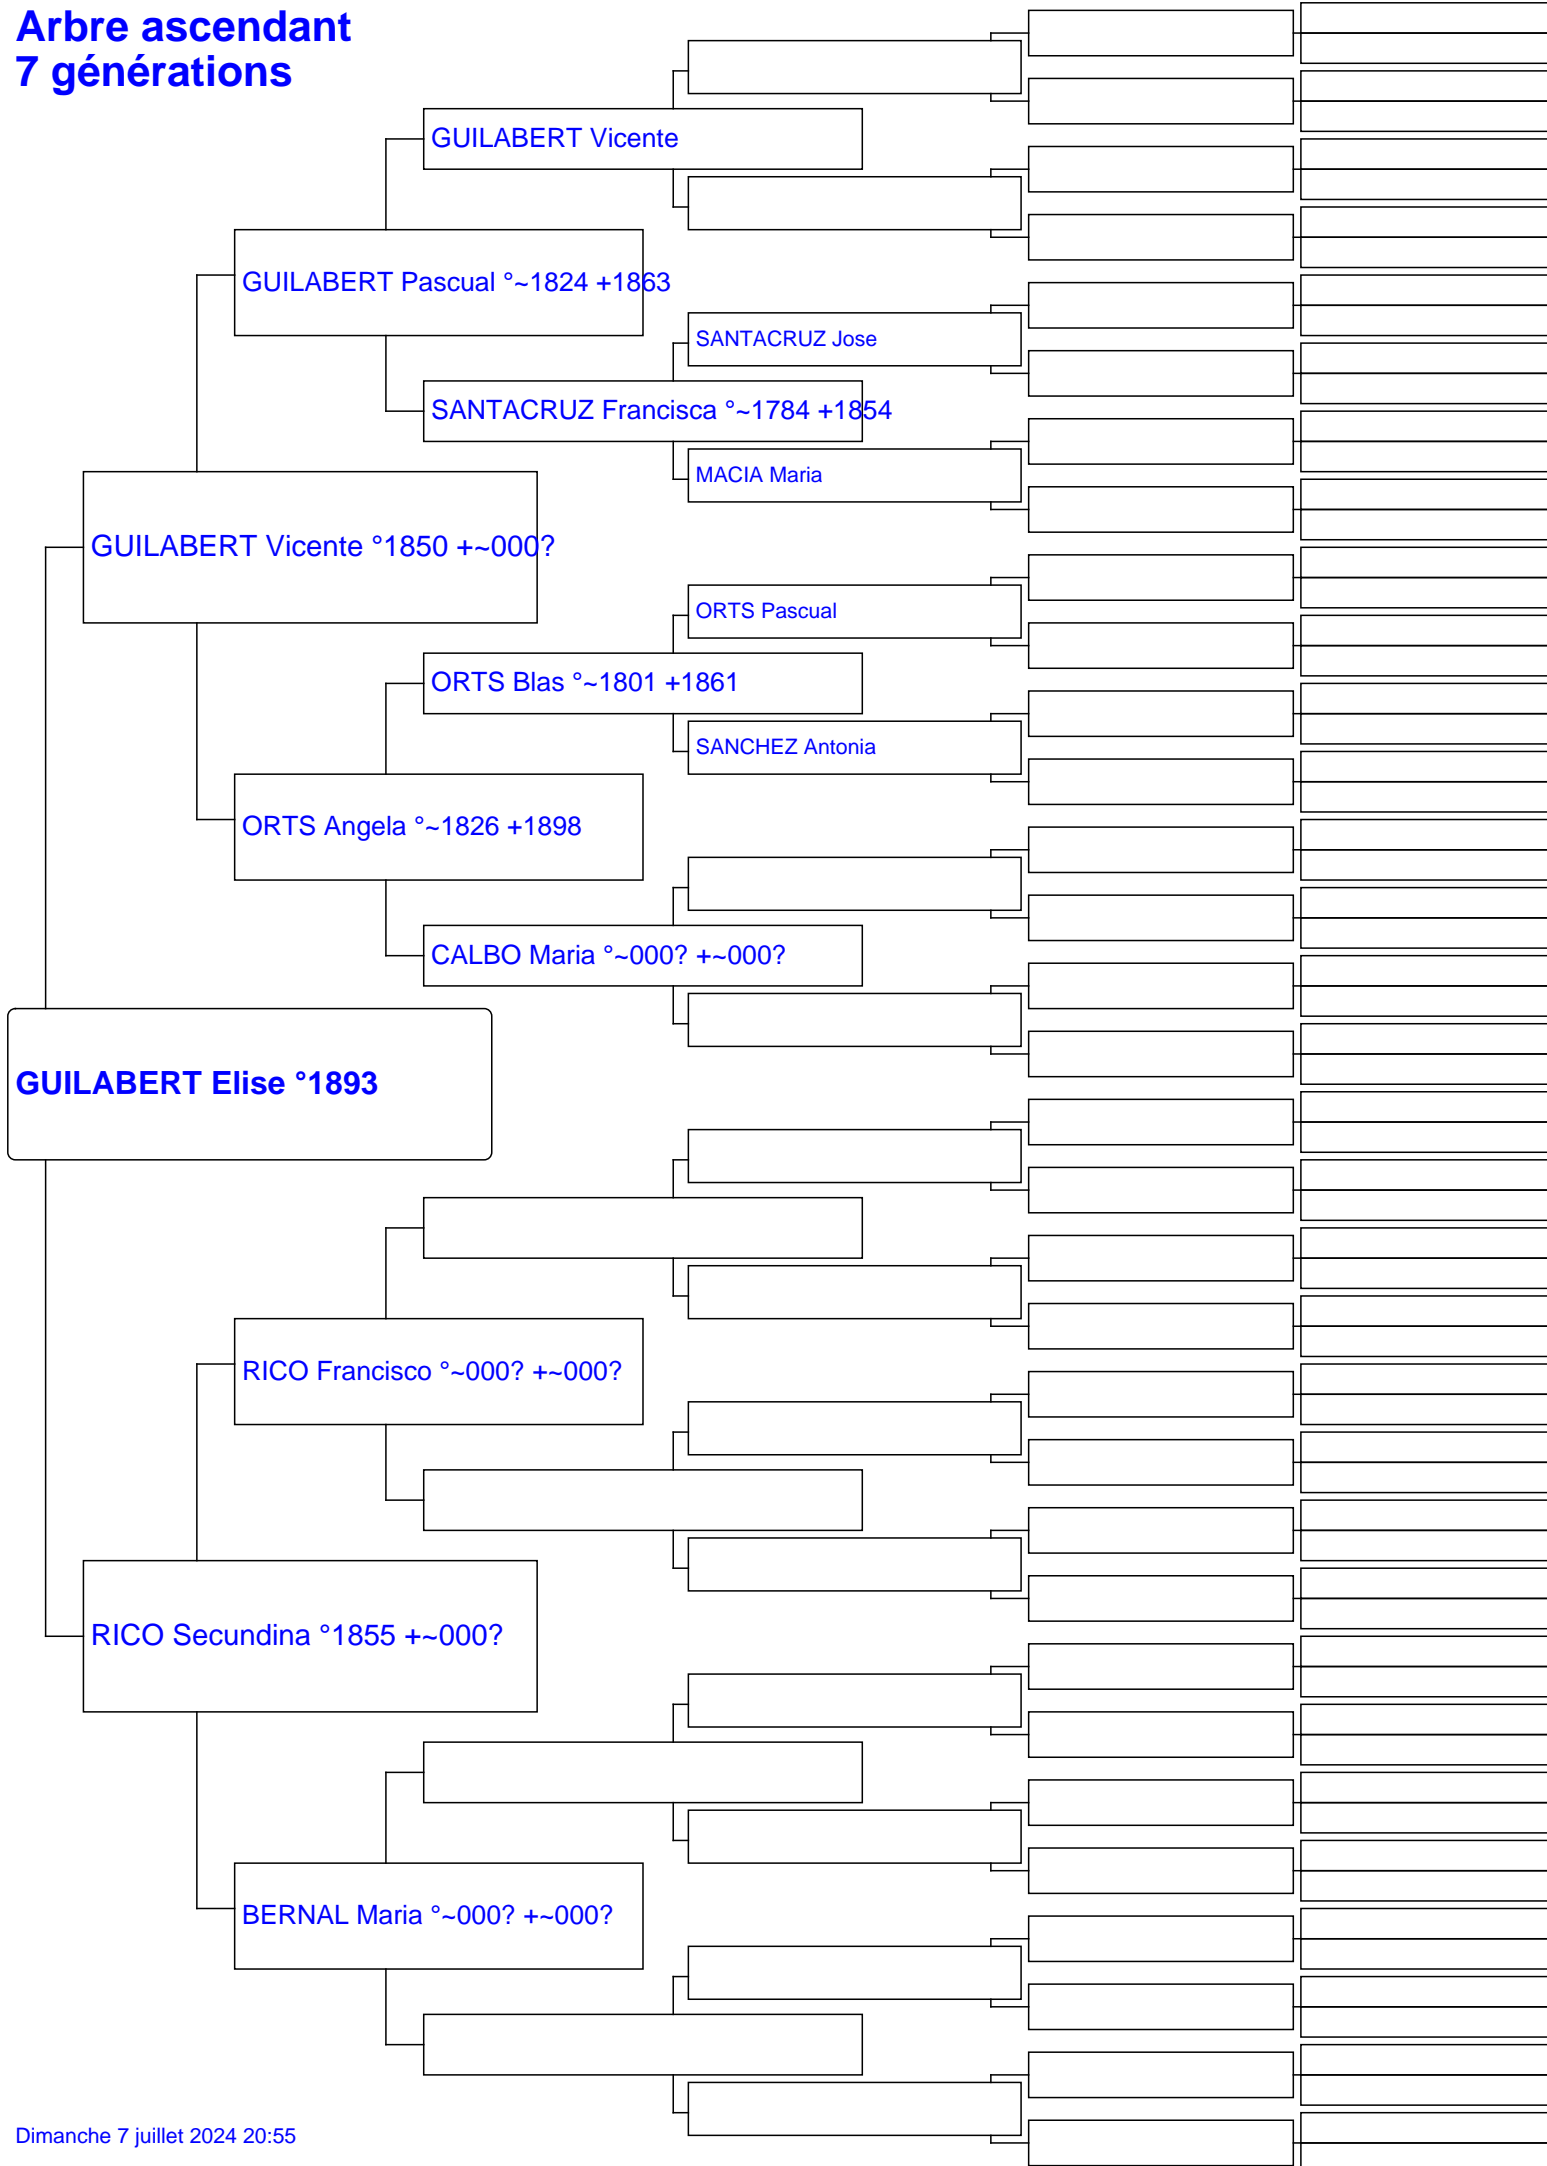 Arbre ascendant
7 générations
GUILABERT Vicente
GUILABERT Pascual °~1824 +1863
SANTACRUZ Jose
SANTACRUZ Francisca °~1784 +1854
MACIA Maria
GUILABERT Vicente °1850 +~000?
ORTS Pascual
ORTS Blas °~1801 +1861
SANCHEZ Antonia
ORTS Angela °~1826 +1898
CALBO Maria °~000? +~000?
GUILABERT Elise °1893
RICO Francisco °~000? +~000?
RICO Secundina °1855 +~000?
BERNAL Maria °~000? +~000?
Dimanche 7 juillet 2024 20:55